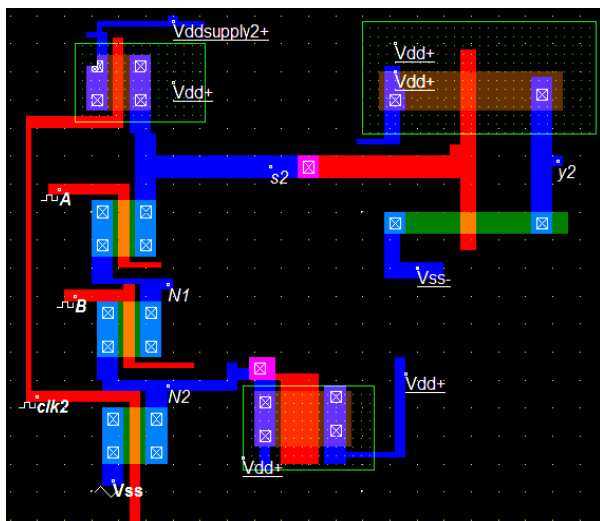 Vddsupply2+
Vdd+
Vdd+
Vdd+
s2
y2
A
Vss-
N1
B
Vdd+
N2
clk2
Vdd+
Vss